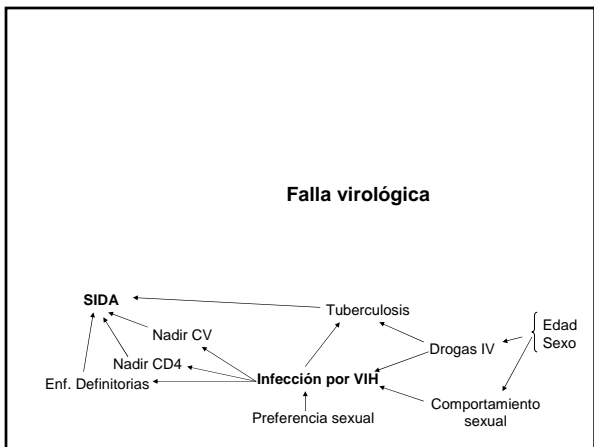 Falla virológica
SIDA
Tuberculosis
Edad
Sexo
Nadir CV
Drogas IV
Nadir CD4
Enf. Definitorias
Infección por VIH
Comportamiento
sexual
Preferencia sexual